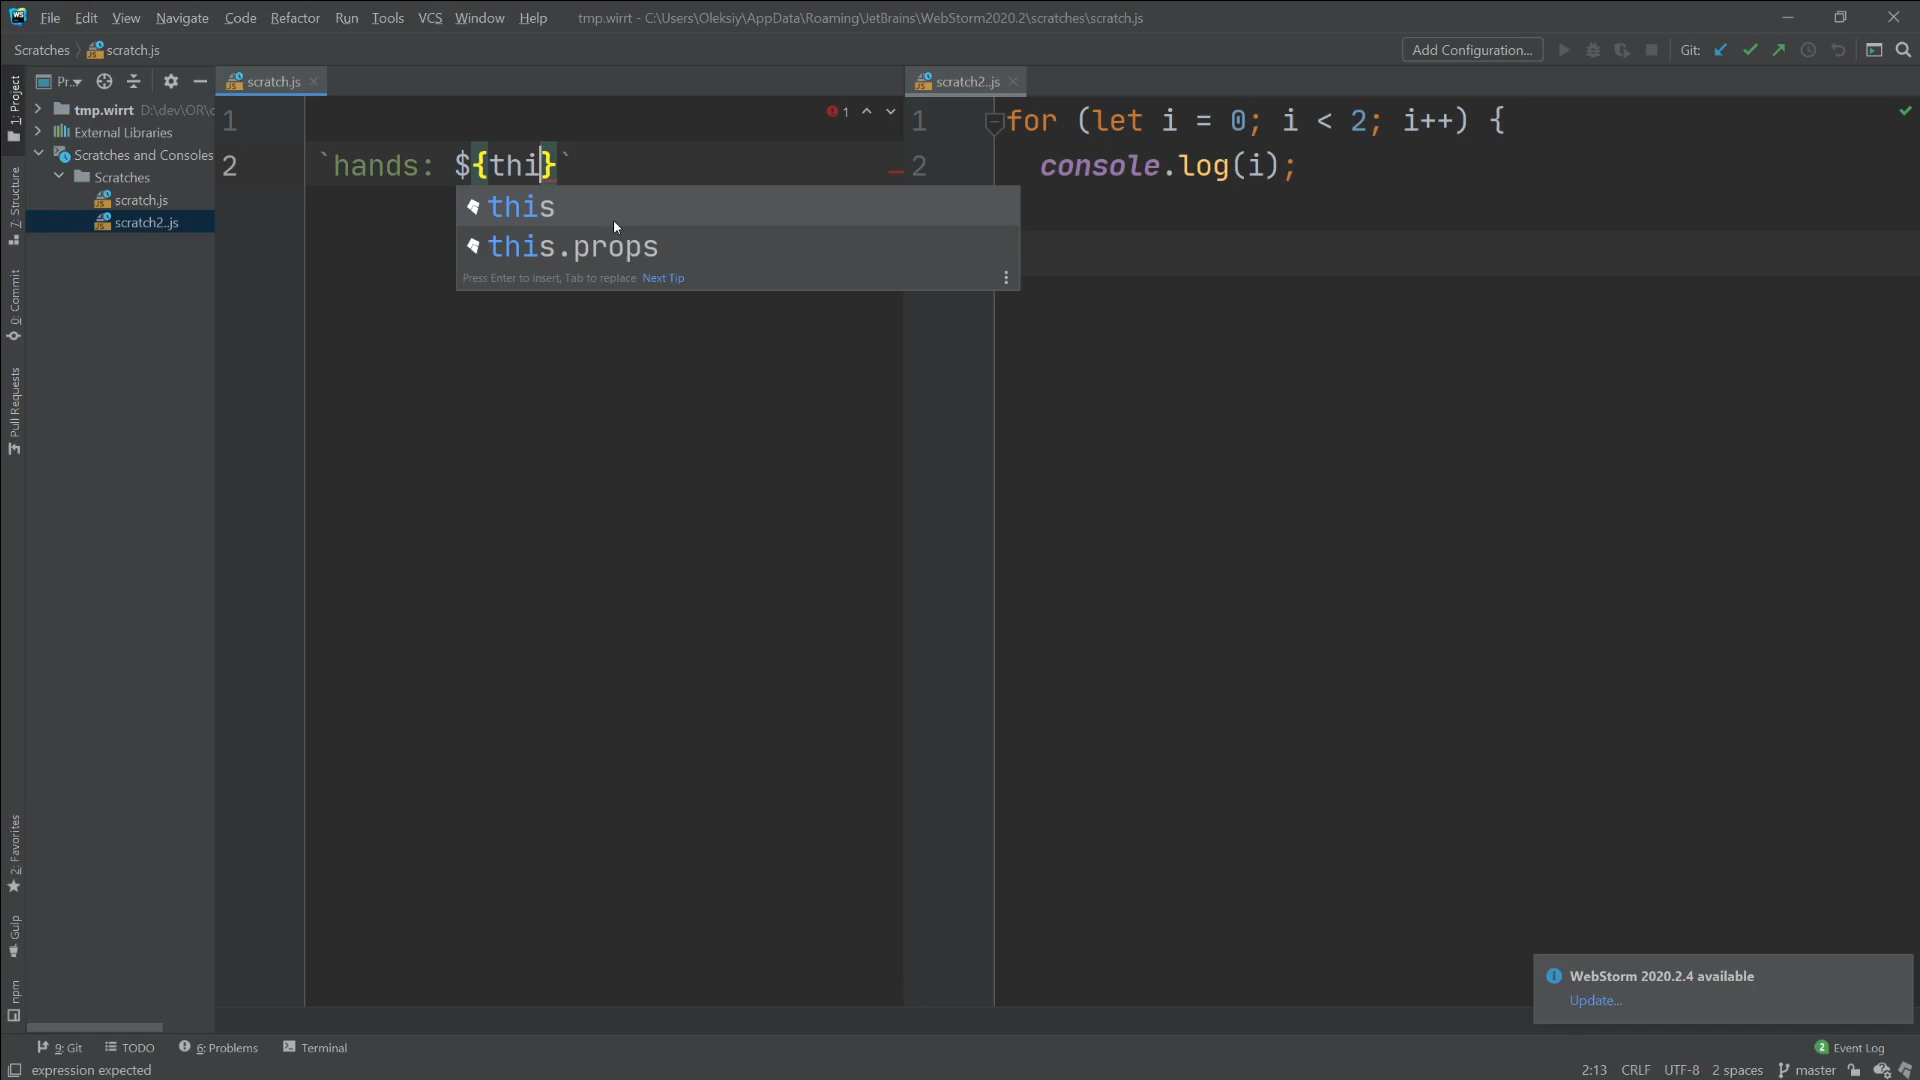 WS File Edit View Navigate Code Refactor Run Tools VCS Window Help tmp.wirrt - C:\Users\Oleksiy\AppData\Roaming\JetBrains\WebStorm2020.2\scratches\scratch.js
Scratches scratch.js Add Configuration... Git:
1: Project
7: Structure
0: Commit
Pull Requests
2: Favorites
Gulp
npm
Pr..
tmp.wirrt D:\dev\OR\
External Libraries
Scratches and Consoles
Scratches
scratch.js
scratch2..js
scratch.js
1
2 `hands: ${thi}`
1
this
this.props
Press Enter to insert, Tab to replace Next Tip
scratch2..js
1 for (let i = 0; i < 2; i++) {
2 console.log(i);
WebStorm 2020.2.4 available
Update...
9: Git TODO 6: Problems Terminal 2 Event Log
expression expected 2:13 CRLF UTF-8 2 spaces master